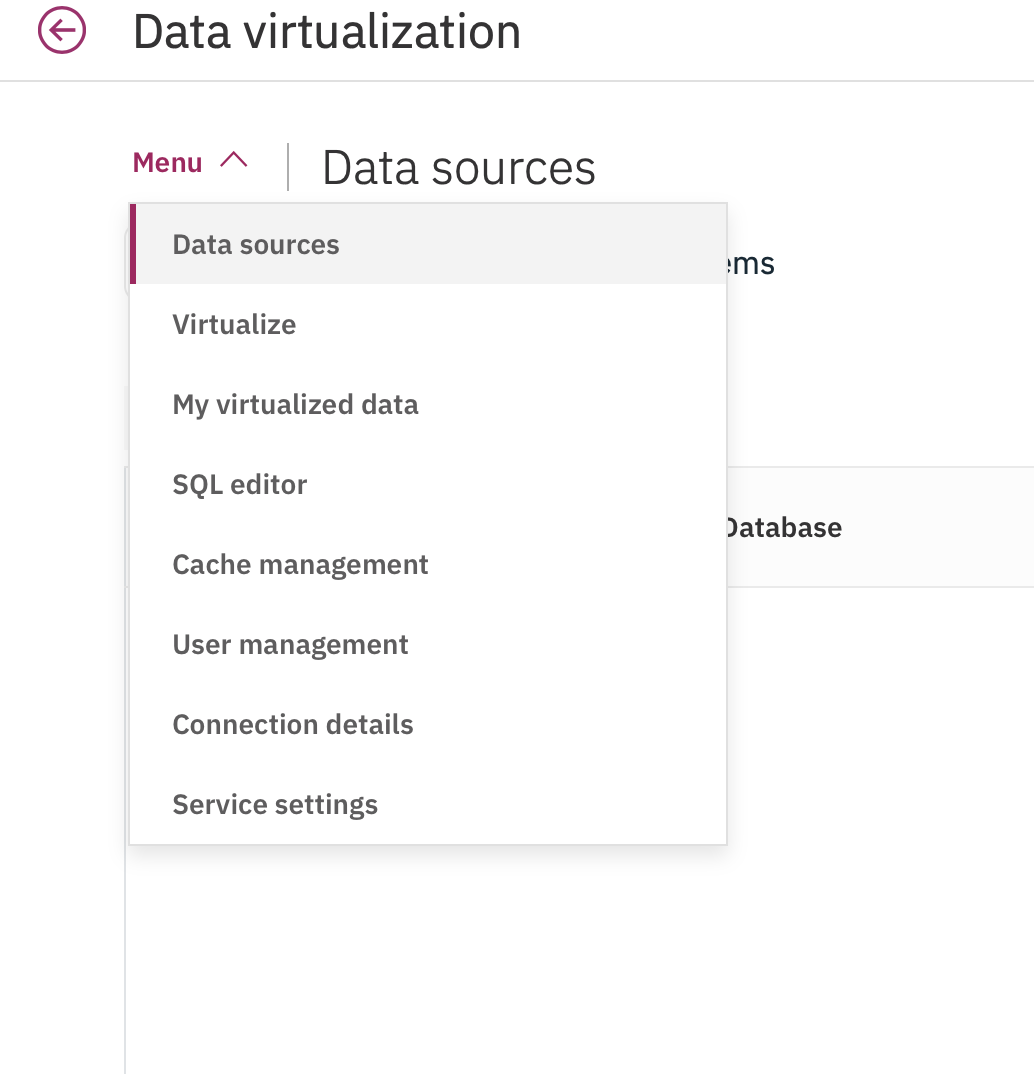 Data virtualization
Menu
Data sources
Data sources
Virtualize
My virtualized data
SQL editor
Cache management
User management
Connection details
Service settings
Database